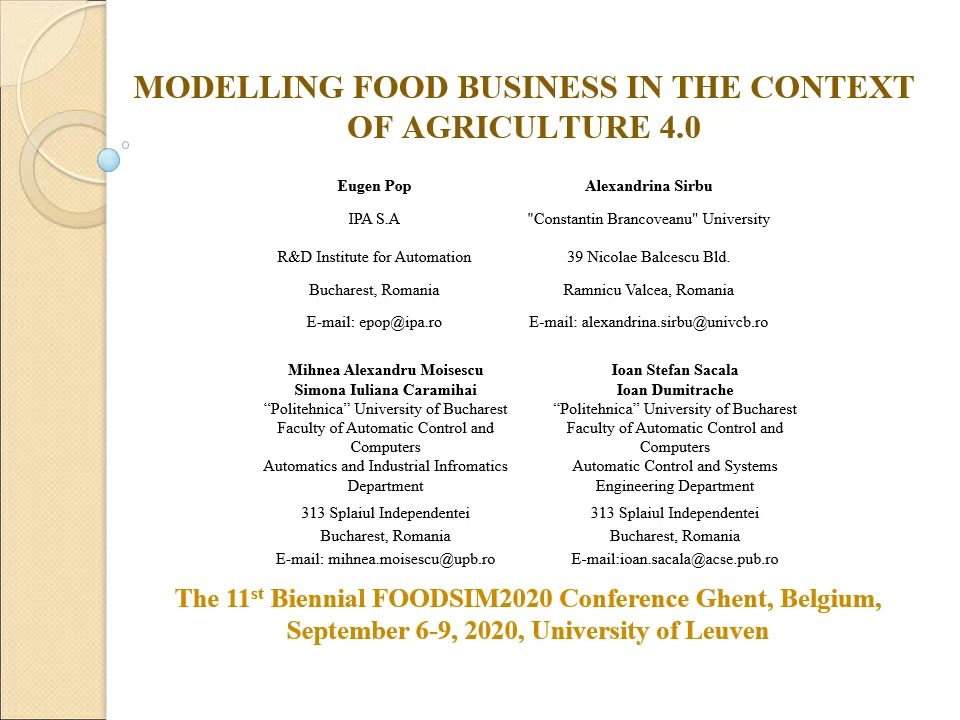 MODELLING FOOD BUSINESS IN THE CONTEXT
OF AGRICULTURE 4.0
Eugen Pop
IPA S.A
R&D Institute for Automation
Bucharest, Romania
E-mail: epop@ipa.ro
Alexandrina Sirbu
"Constantin Brancoveanu" University
39 Nicolae Balcescu Bld.
Ramnicu Valcea, Romania
E-mail: alexandrina.sirbu@univcb.ro
Mihnea Alexandru Moisescu
Simona Iuliana Caramihai
“Politehnica” University of Bucharest
Faculty of Automatic Control and
Computers
Automatics and Industrial Infromatics
Department
313 Splaiul Independentei
Bucharest, Romania
E-mail: mihnea.moisescu@upb.ro
Ioan Stefan Sacala
Ioan Dumitrache
“Politehnica” University of Bucharest
Faculty of Automatic Control and
Computers
Automatic Control and Systems
Engineering Department
313 Splaiul Independentei
Bucharest, Romania
E-mail:ioan.sacala@acse.pub.ro
The 11st Biennial FOODSIM2020 Conference Ghent, Belgium,
September 6-9, 2020, University of Leuven